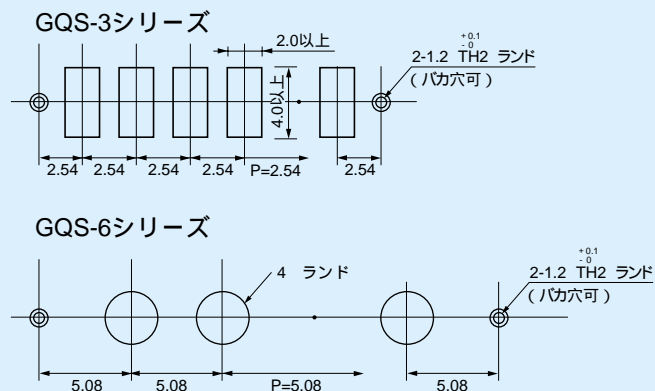 GQS-3シリーズ
2.0以上
4.0以上
+0.1
-0
2-1.2 TH2 ランド
(バカ穴可)
2.54 2.54 2.54 2.54 P=2.54 2.54
GQS-6シリーズ
4 ランド
+0.1
-0
2-1.2 TH2 ランド
(バカ穴可)
5.08 5.08 P=5.08 5.08